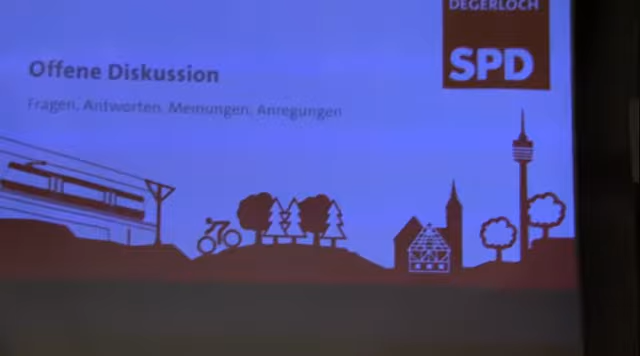 DEGERLOCH
SPD
Offene Diskussion
Fragen, Antworten, Meinungen, Anregungen